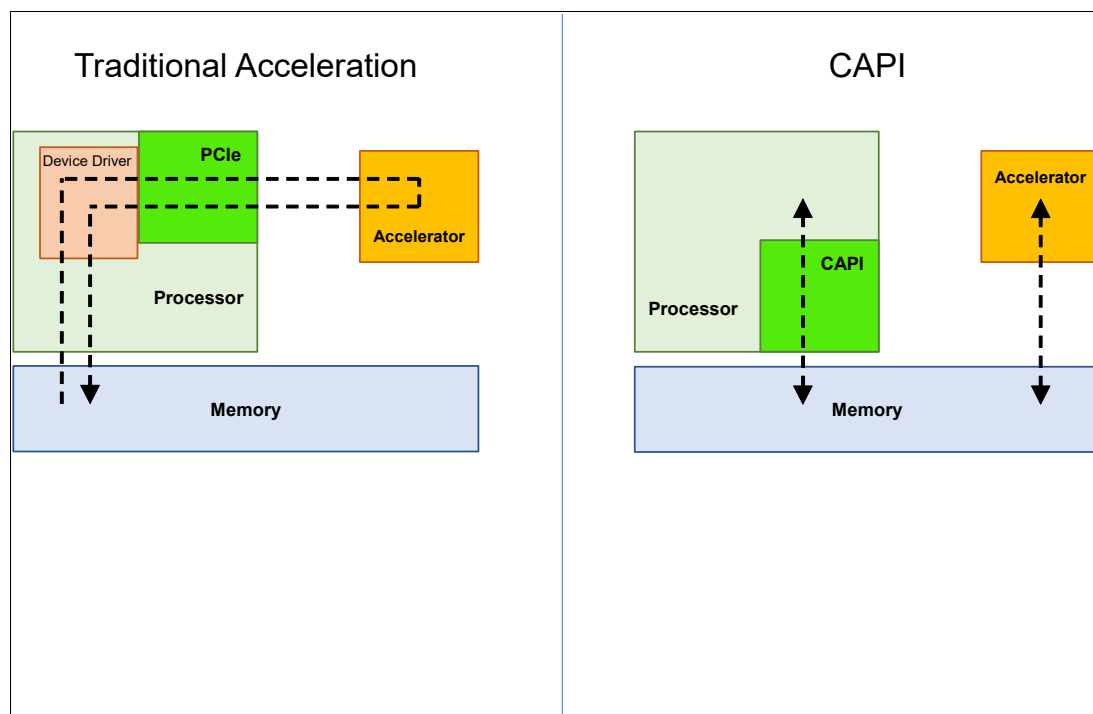 Traditional Acceleration
Device Driver
PCIe
Accelerator
Processor
Memory
CAPI
Accelerator
CAPI
Processor
Memory